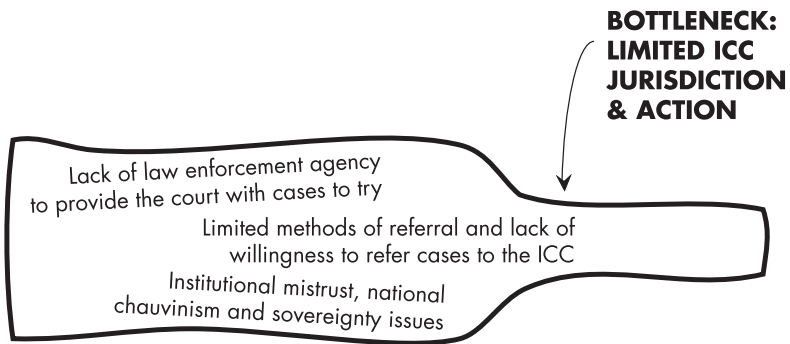 BOTTLENECK:
LIMITED ICC
JURISDICTION
& ACTION
Lack of law enforcement agency
to provide the court with cases to try
Limited methods of referral and lack of
willingness to refer cases to the ICC
Institutional mistrust, national
chauvinism and sovereignty issues